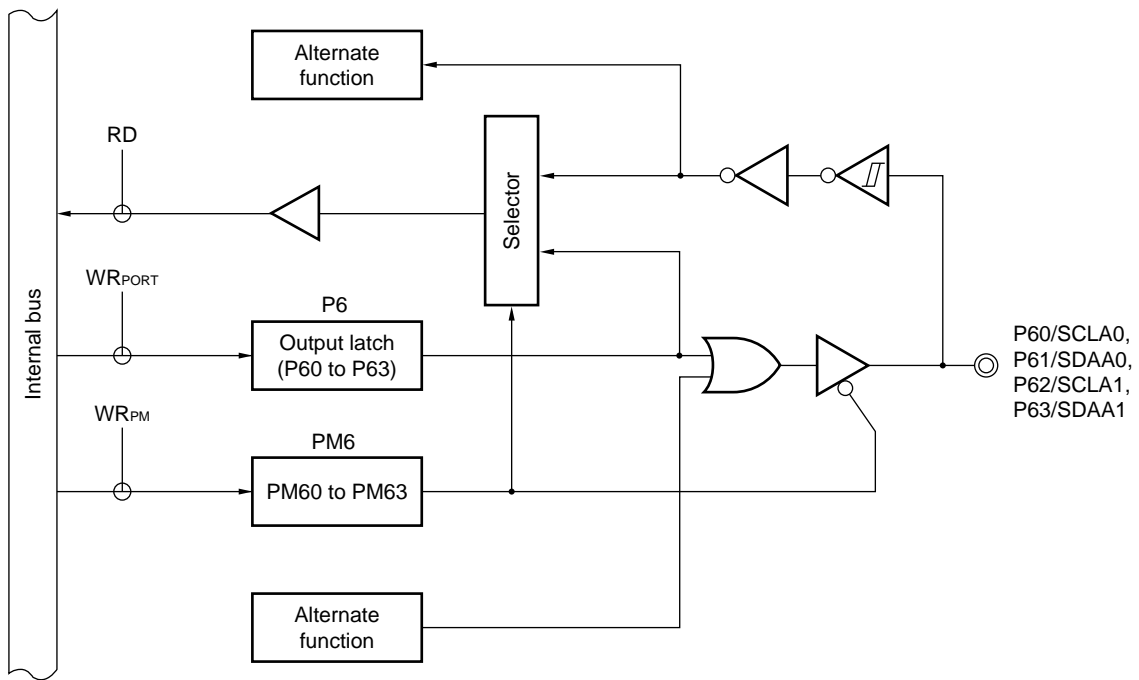 Alternate
function
RD
Selector
WRPORT
P6
Output latch
(P60 to P63)
Internal bus
P60/SCLA0,
P61/SDAA0,
P62/SCLA1,
P63/SDAA1
WRPM
PM6
PM60 to PM63
Alternate
function